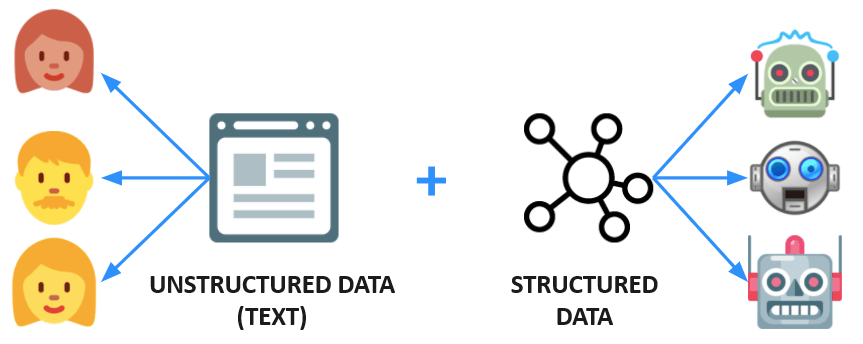 UNSTRUCTURED DATA
(TEXT)
+
STRUCTURED
DATA